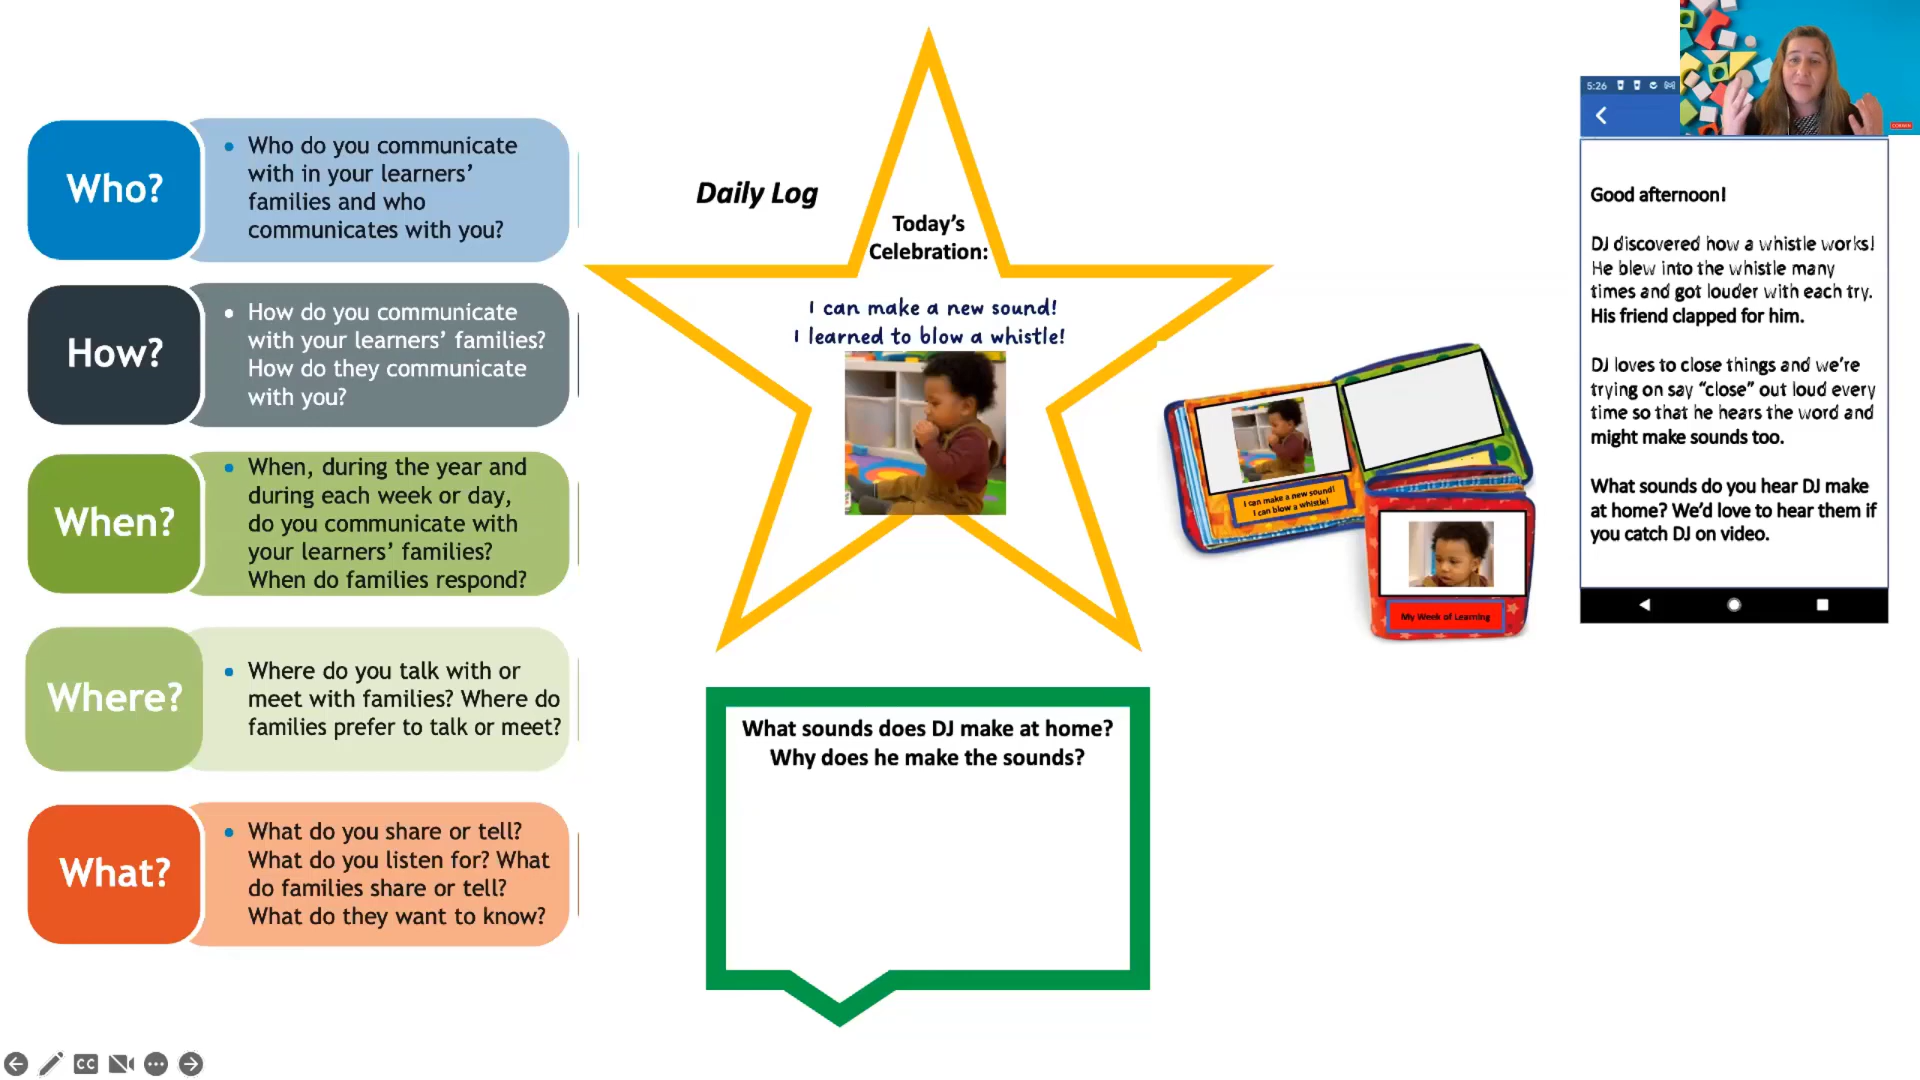 Who?
• Who do you communicate
with in your learners’
families and who
communicates with you?
How?
• How do you communicate
with your learners’ families?
How do they communicate
with you?
When?
• When, during the year and
during each week or day,
do you communicate with
your learners’ families?
When do families respond?
Where?
• Where do you talk with or
meet with families? Where do
families prefer to talk or meet?
What?
• What do you share or tell?
What do you listen for? What
do families share or tell?
What do they want to know?
Daily Log
Today’s
Celebration:
I can make a new sound!
I learned to blow a whistle!
What sounds does DJ make at home?
Why does he make the sounds?
I can make a new sound!
I can blow a whistle!
My Week of Learning
5:26
Good afternoon!
DJ discovered how a whistle works!
He blew into the whistle many
times and got louder with each try.
His friend clapped for him.
DJ loves to close things and we’re
trying on say “close” out loud every
time so that he hears the word and
might make sounds too.
What sounds do you hear DJ make
at home? We’d love to hear them if
you catch DJ on video.
CORWIN
CC